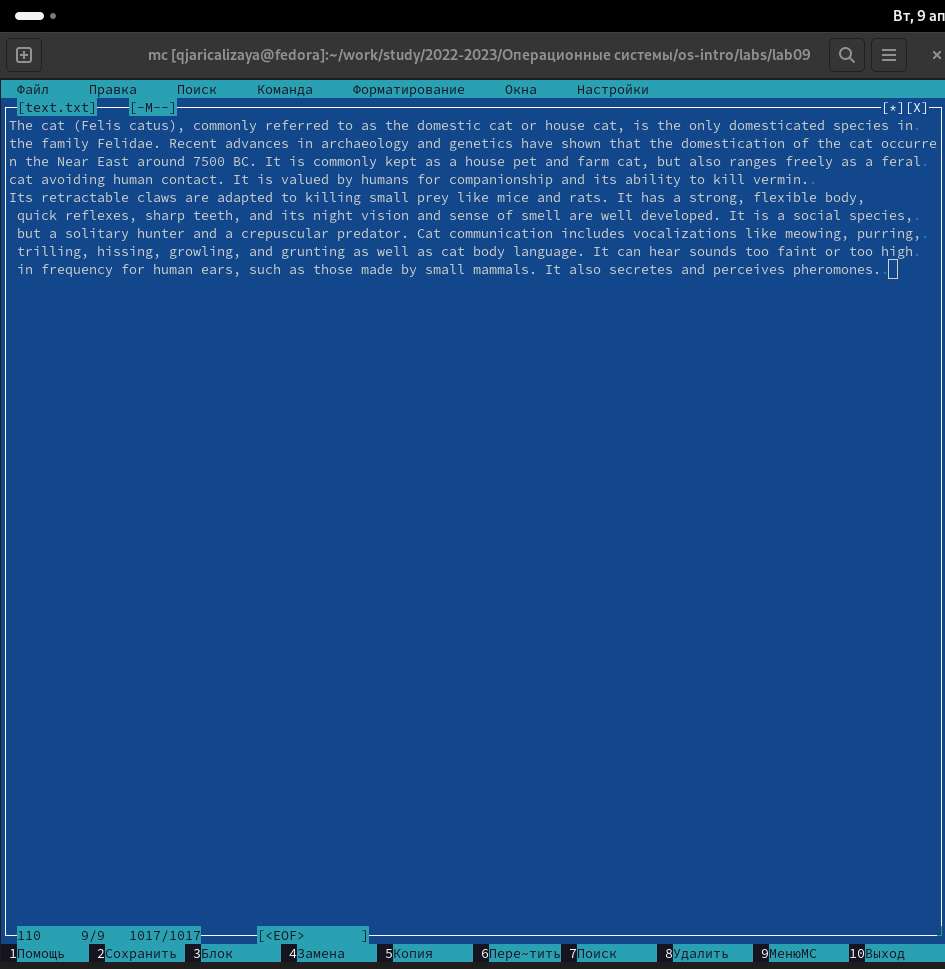 Вт, 9 ап
mc [qjaricalizaya@fedora]:~/work/study/2022-2023/Операционные системы/os-intro/labs/lab09
Файл Правка Поиск Команда Форматирование Окна Настройки
[text.txt] [-M--] [*][X]
The cat (Felis catus), commonly referred to as the domestic cat or house cat, is the only domesticated species in.
the family Felidae. Recent advances in archaeology and genetics have shown that the domestication of the cat occurre
n the Near East around 7500 BC. It is commonly kept as a house pet and farm cat, but also ranges freely as a feral.
cat avoiding human contact. It is valued by humans for companionship and its ability to kill vermin..
Its retractable claws are adapted to killing small prey like mice and rats. It has a strong, flexible body,
quick reflexes, sharp teeth, and its night vision and sense of smell are well developed. It is a social species,.
but a solitary hunter and a crepuscular predator. Cat communication includes vocalizations like meowing, purring,.
trilling, hissing, growling, and grunting as well as cat body language. It can hear sounds too faint or too high.
in frequency for human ears, such as those made by small mammals. It also secretes and perceives pheromones..
110 9/9 1017/1017 [<EOF> ]
1Помощь 2Сохранить 3Блок 4Замена 5Копия 6Пере~тить 7Поиск 8Удалить 9МенюMC 10Выход